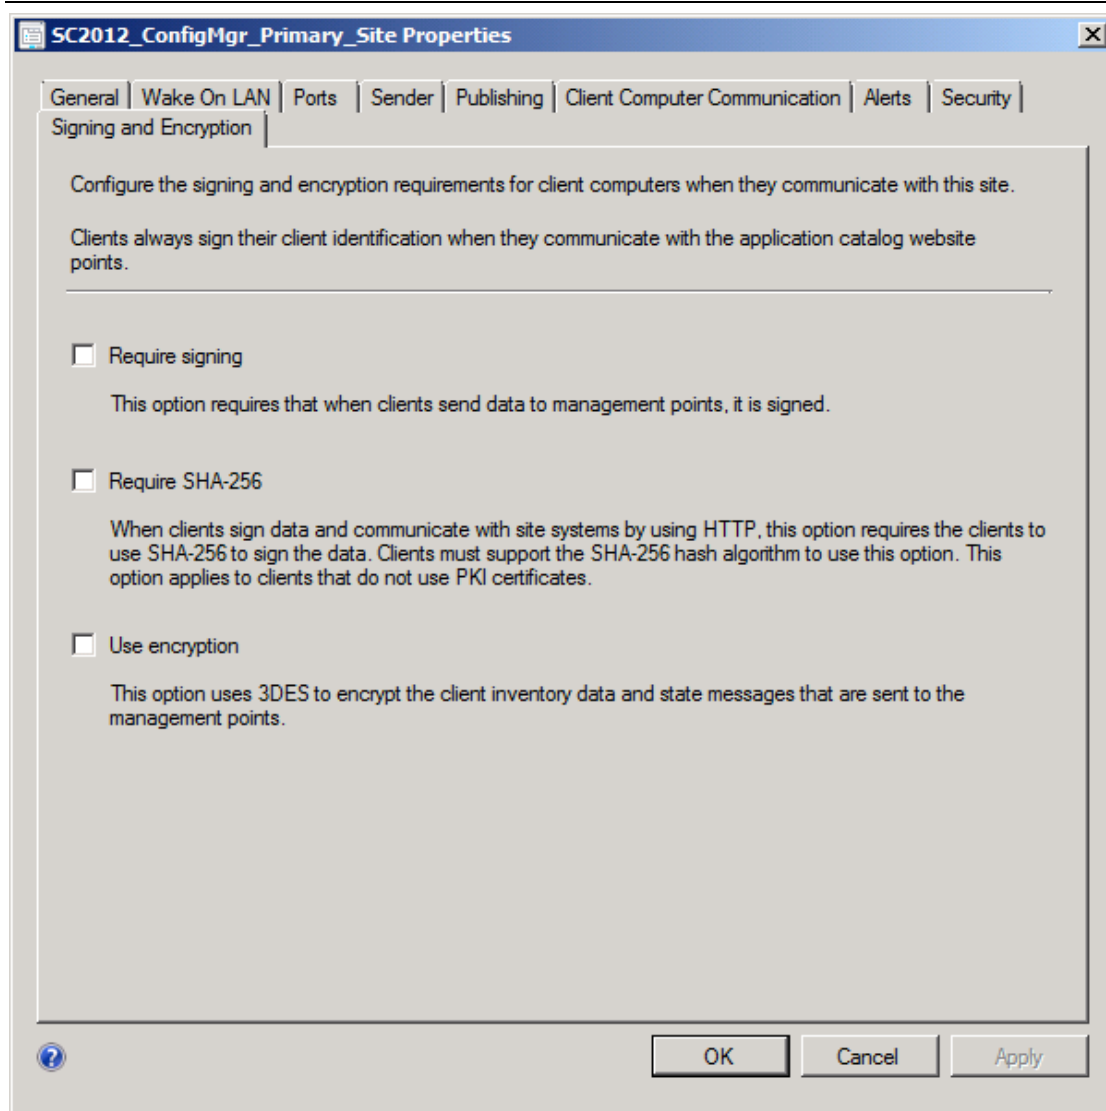 SC2012_ConfigMgr_Primary_Site Properties
General Wake On LAN Ports Sender Publishing Client Computer Communication Alerts Security
Signing and Encryption
Configure the signing and encryption requirements for client computers when they communicate with this site.
Clients always sign their client identification when they communicate with the application catalog website
points.
Require signing
This option requires that when clients send data to management points, it is signed.
Require SHA-256
When clients sign data and communicate with site systems by using HTTP, this option requires the clients to
use SHA-256 to sign the data. Clients must support the SHA-256 hash algorithm to use this option. This
option applies to clients that do not use PKI certificates.
Use encryption
This option uses 3DES to encrypt the client inventory data and state messages that are sent to the
management points.
OK Cancel Apply